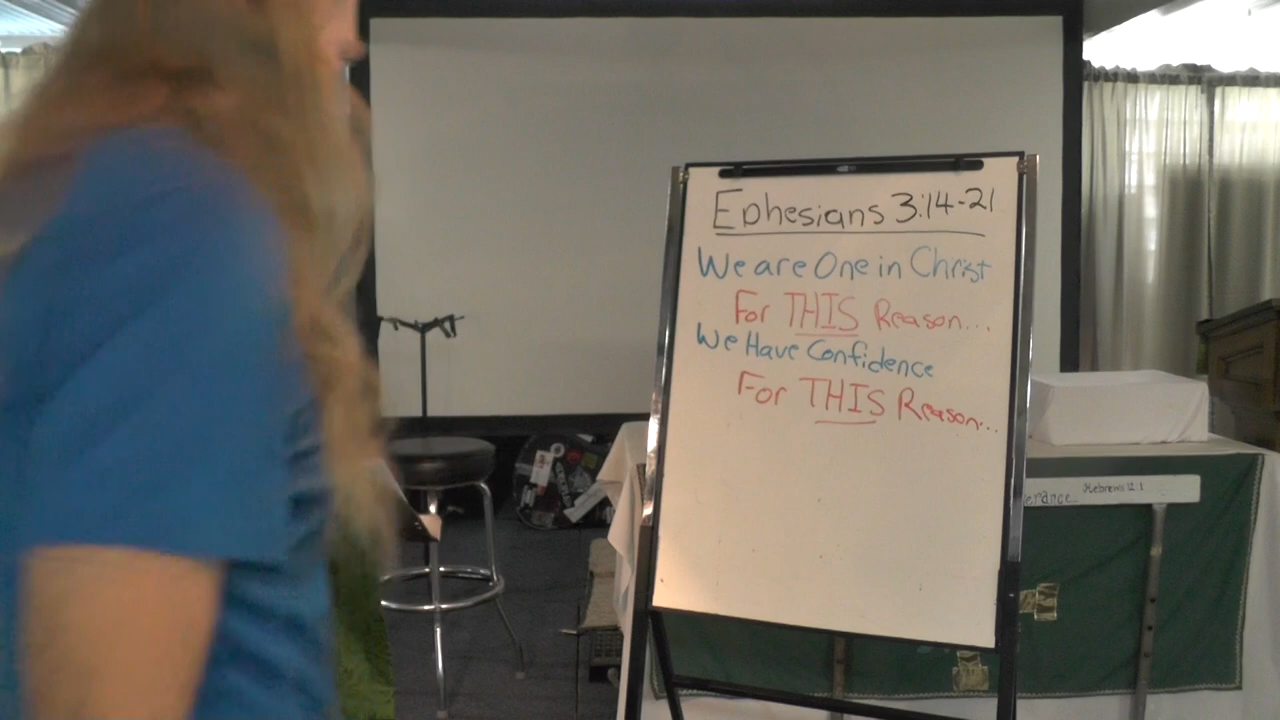 Ephesians 3:14-21
We are One in Christ
For THIS Reason...
We Have Confidence
For THIS Reason...
Hebrews 12:1
erance